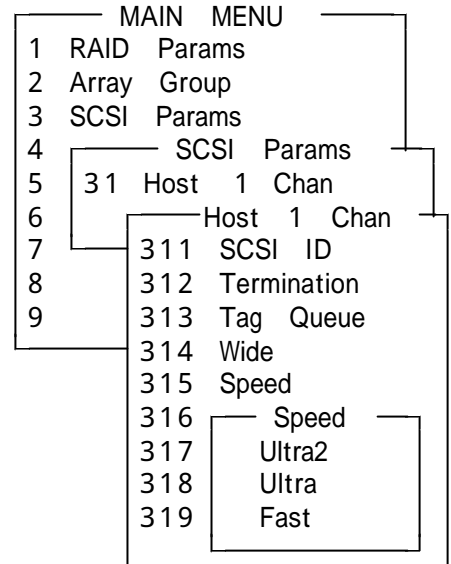 MAIN MENU
1 RAID Params
2 Array Group
3 SCSI Params
4 SCSI Params
5 31 Host 1 Chan
6 Host 1 Chan
7 311 SCSI ID
8 312 Termination
9 313 Tag Queue
314 Wide
315 Speed
316 Speed
317 Ultra2
318 Ultra
319 Fast